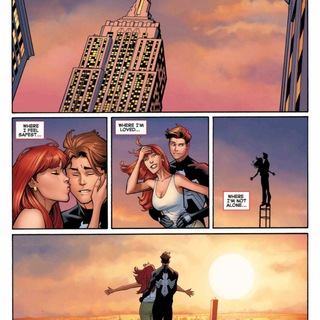 WHERE
I FEEL
SAFEST...
WHERE I'M
LOVED...
WHERE
I'M NOT
ALONE...